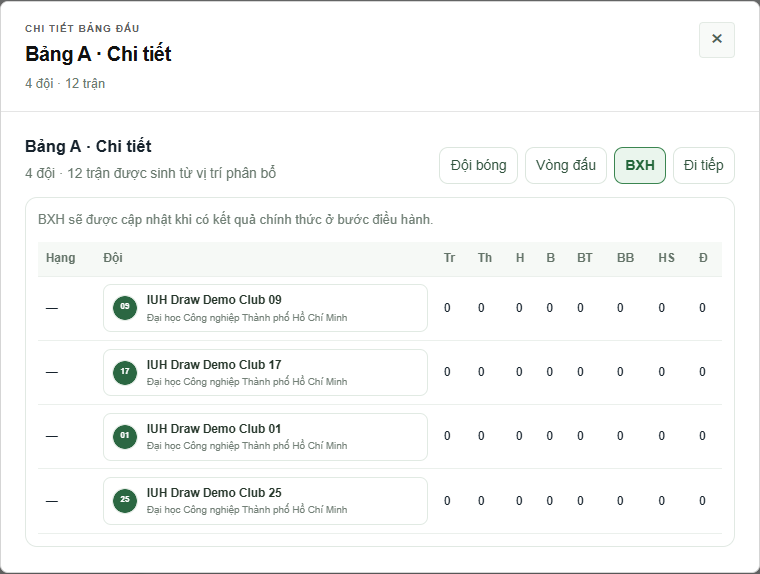 CHI TIẾT BẢNG ĐẤU
Bảng A · Chi tiết
4 đội · 12 trận
×
Bảng A · Chi tiết
4 đội · 12 trận được sinh từ vị trí phân bổ
Đội bóng Vòng đấu BXH Đi tiếp
BXH sẽ được cập nhật khi có kết quả chính thức ở bước điều hành.
Hạng Đội Tr Th H B BT BB HS Đ
— 09 IUH Draw Demo Club 09 0 0 0 0 0 0 0 0
Đại học Công nghiệp Thành phố Hồ Chí Minh
— 17 IUH Draw Demo Club 17 0 0 0 0 0 0 0 0
Đại học Công nghiệp Thành phố Hồ Chí Minh
— 01 IUH Draw Demo Club 01 0 0 0 0 0 0 0 0
Đại học Công nghiệp Thành phố Hồ Chí Minh
— 25 IUH Draw Demo Club 25 0 0 0 0 0 0 0 0
Đại học Công nghiệp Thành phố Hồ Chí Minh